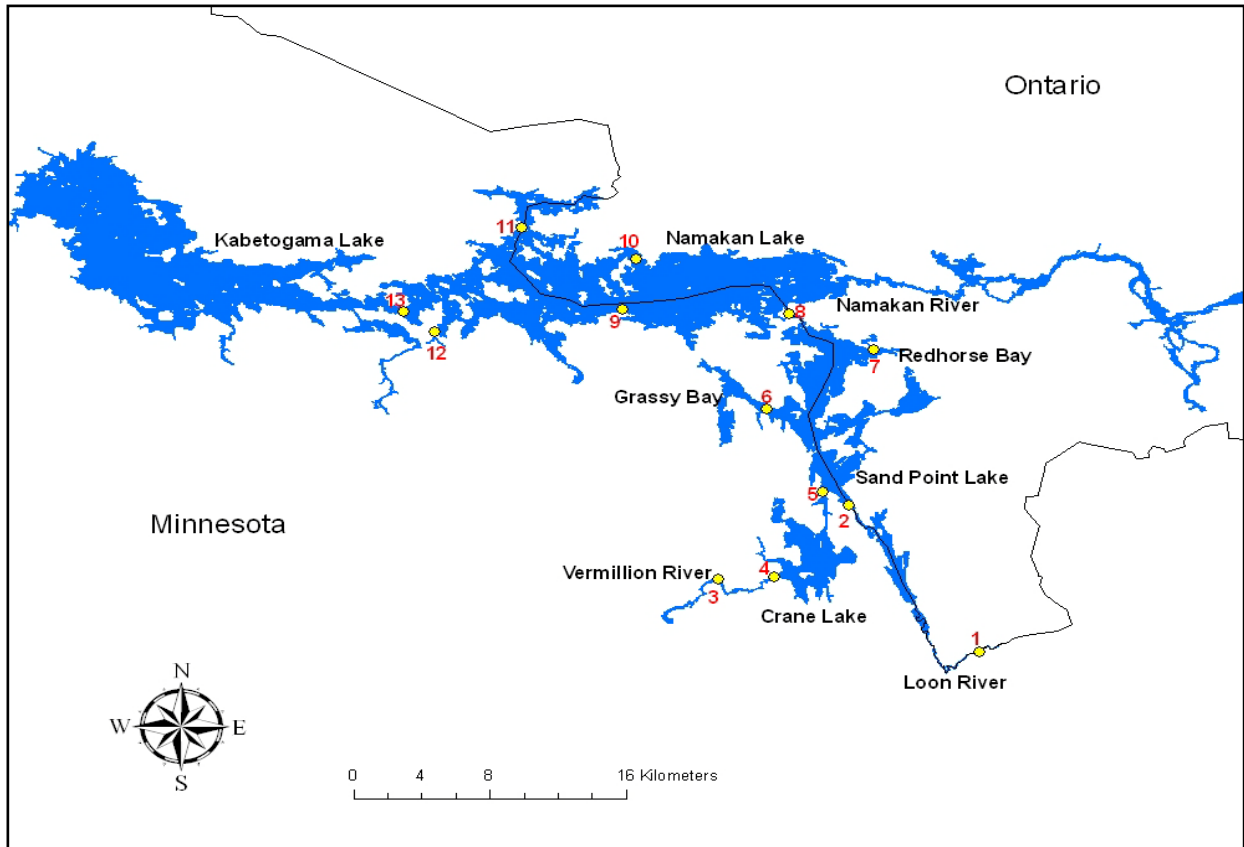 Ontario
11
10
Namakan Lake
Kabetogama Lake
13
9
8
Namakan River
12
7
Redhorse Bay
Grassy Bay
6
Sand Point Lake
5
2
Minnesota
Vermillion River
3
4
Crane Lake
1
Loon River
N
W
E
S
0 4 8 16 Kilometers